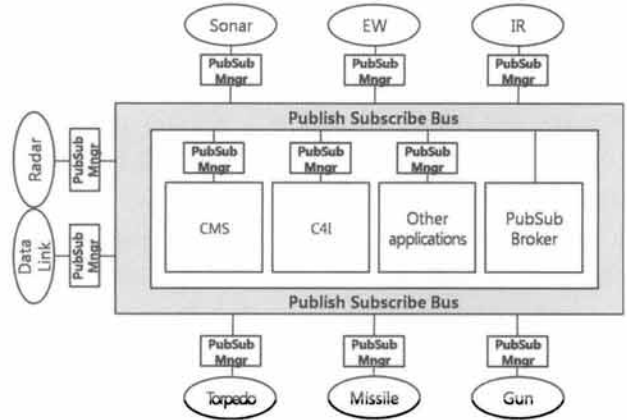 Sonar
EW
IR
PubSub
Mngr
PubSub
Mngr
PubSub
Mngr
Publish Subscribe Bus
Radar
PubSub
Mngr
PubSub
Mngr
PubSub
Mngr
PubSub
Mngr
CMS
C4I
Other
applications
PubSub
Broker
Data
Link
PubSub
Mngr
Publish Subscribe Bus
PubSub
Mngr
PubSub
Mngr
PubSub
Mngr
Torpedo
Missile
Gun